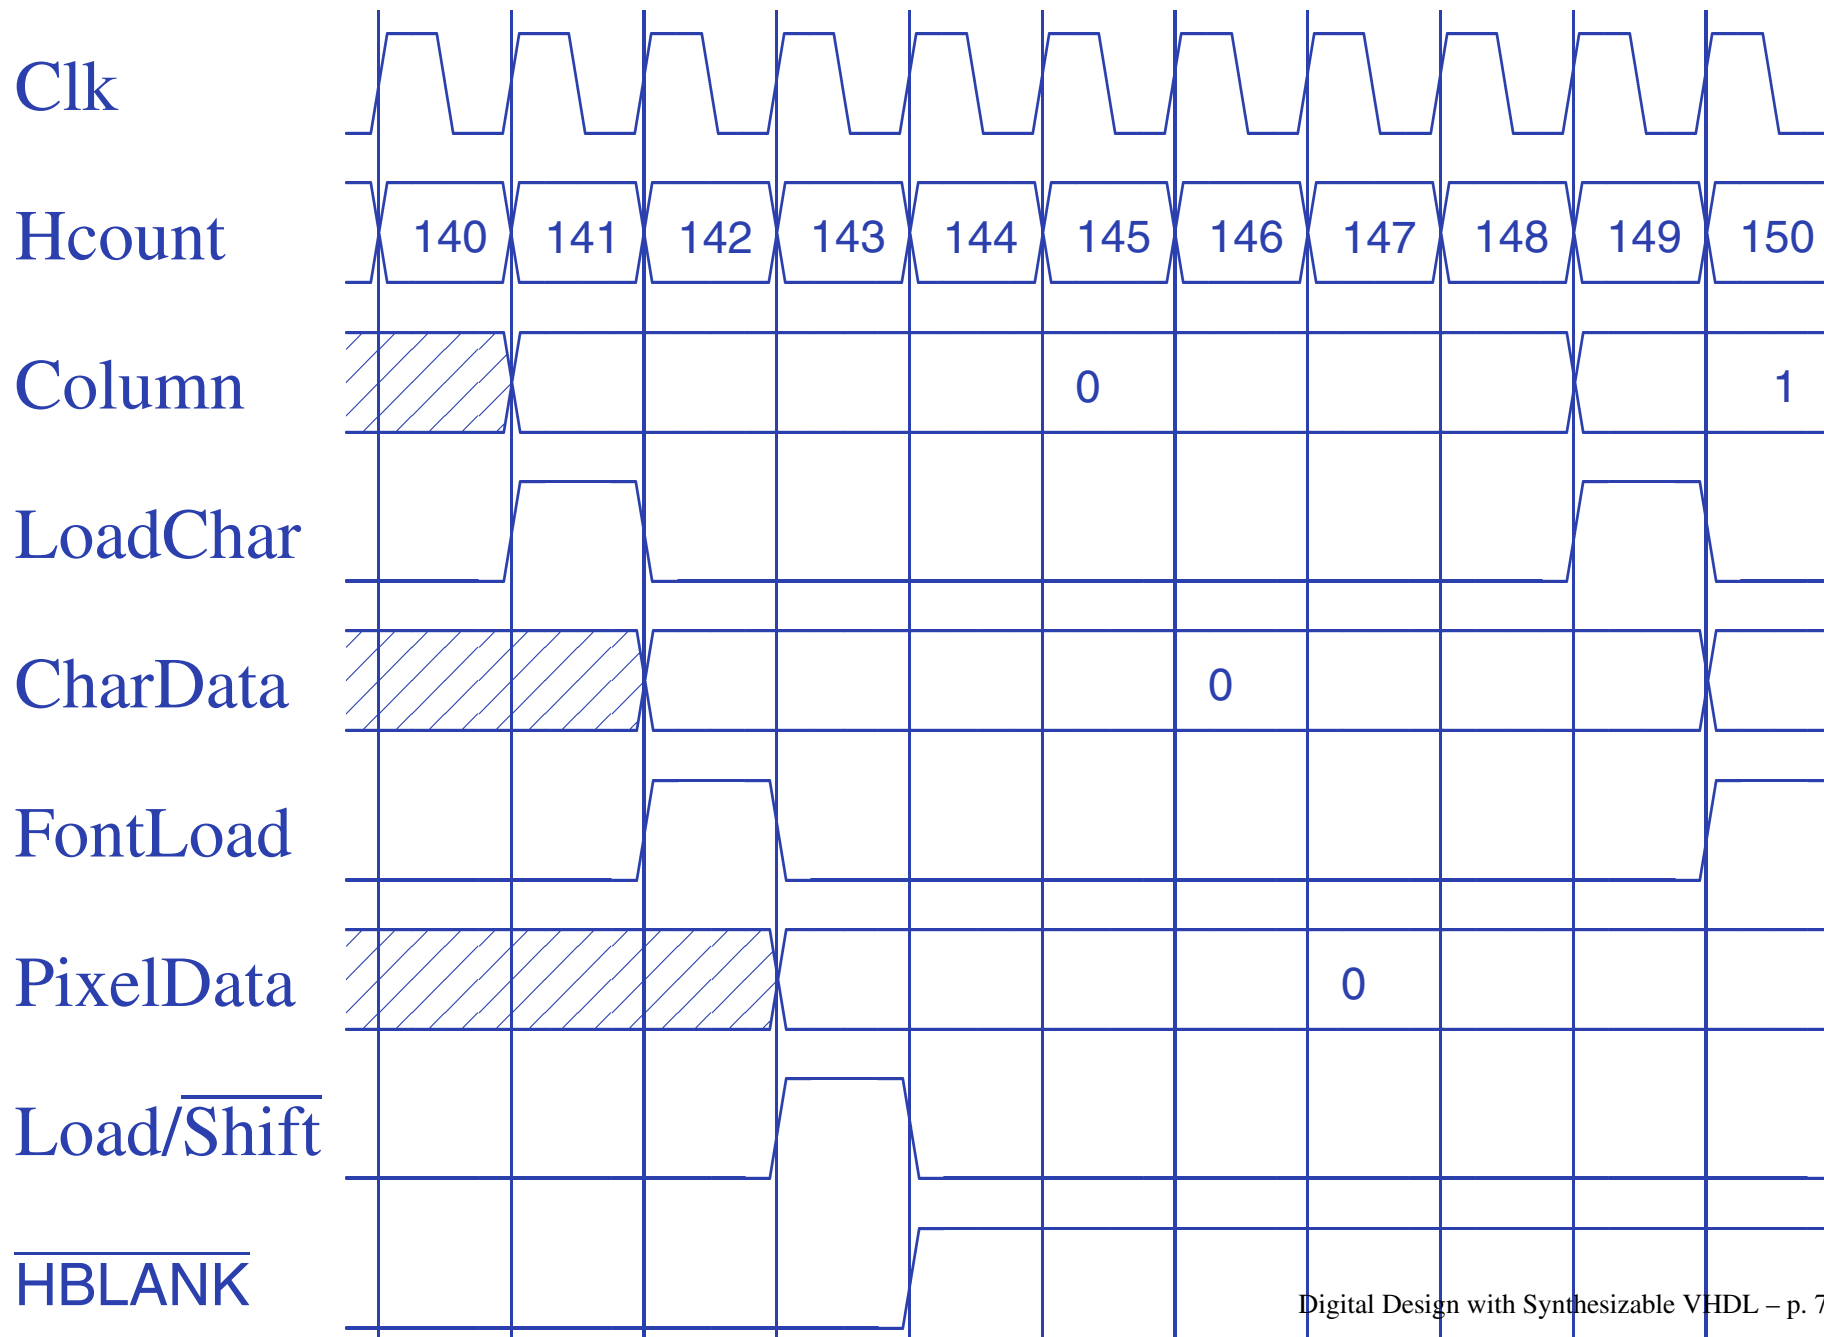 Clk
Hcount 140 141 142 143 144 145 146 147 148 149 150
Column 0 1
LoadChar
CharData 0
FontLoad
PixelData 0
Load/Shift
HBLANK
Digital Design with Synthesizable VHDL – p. 7